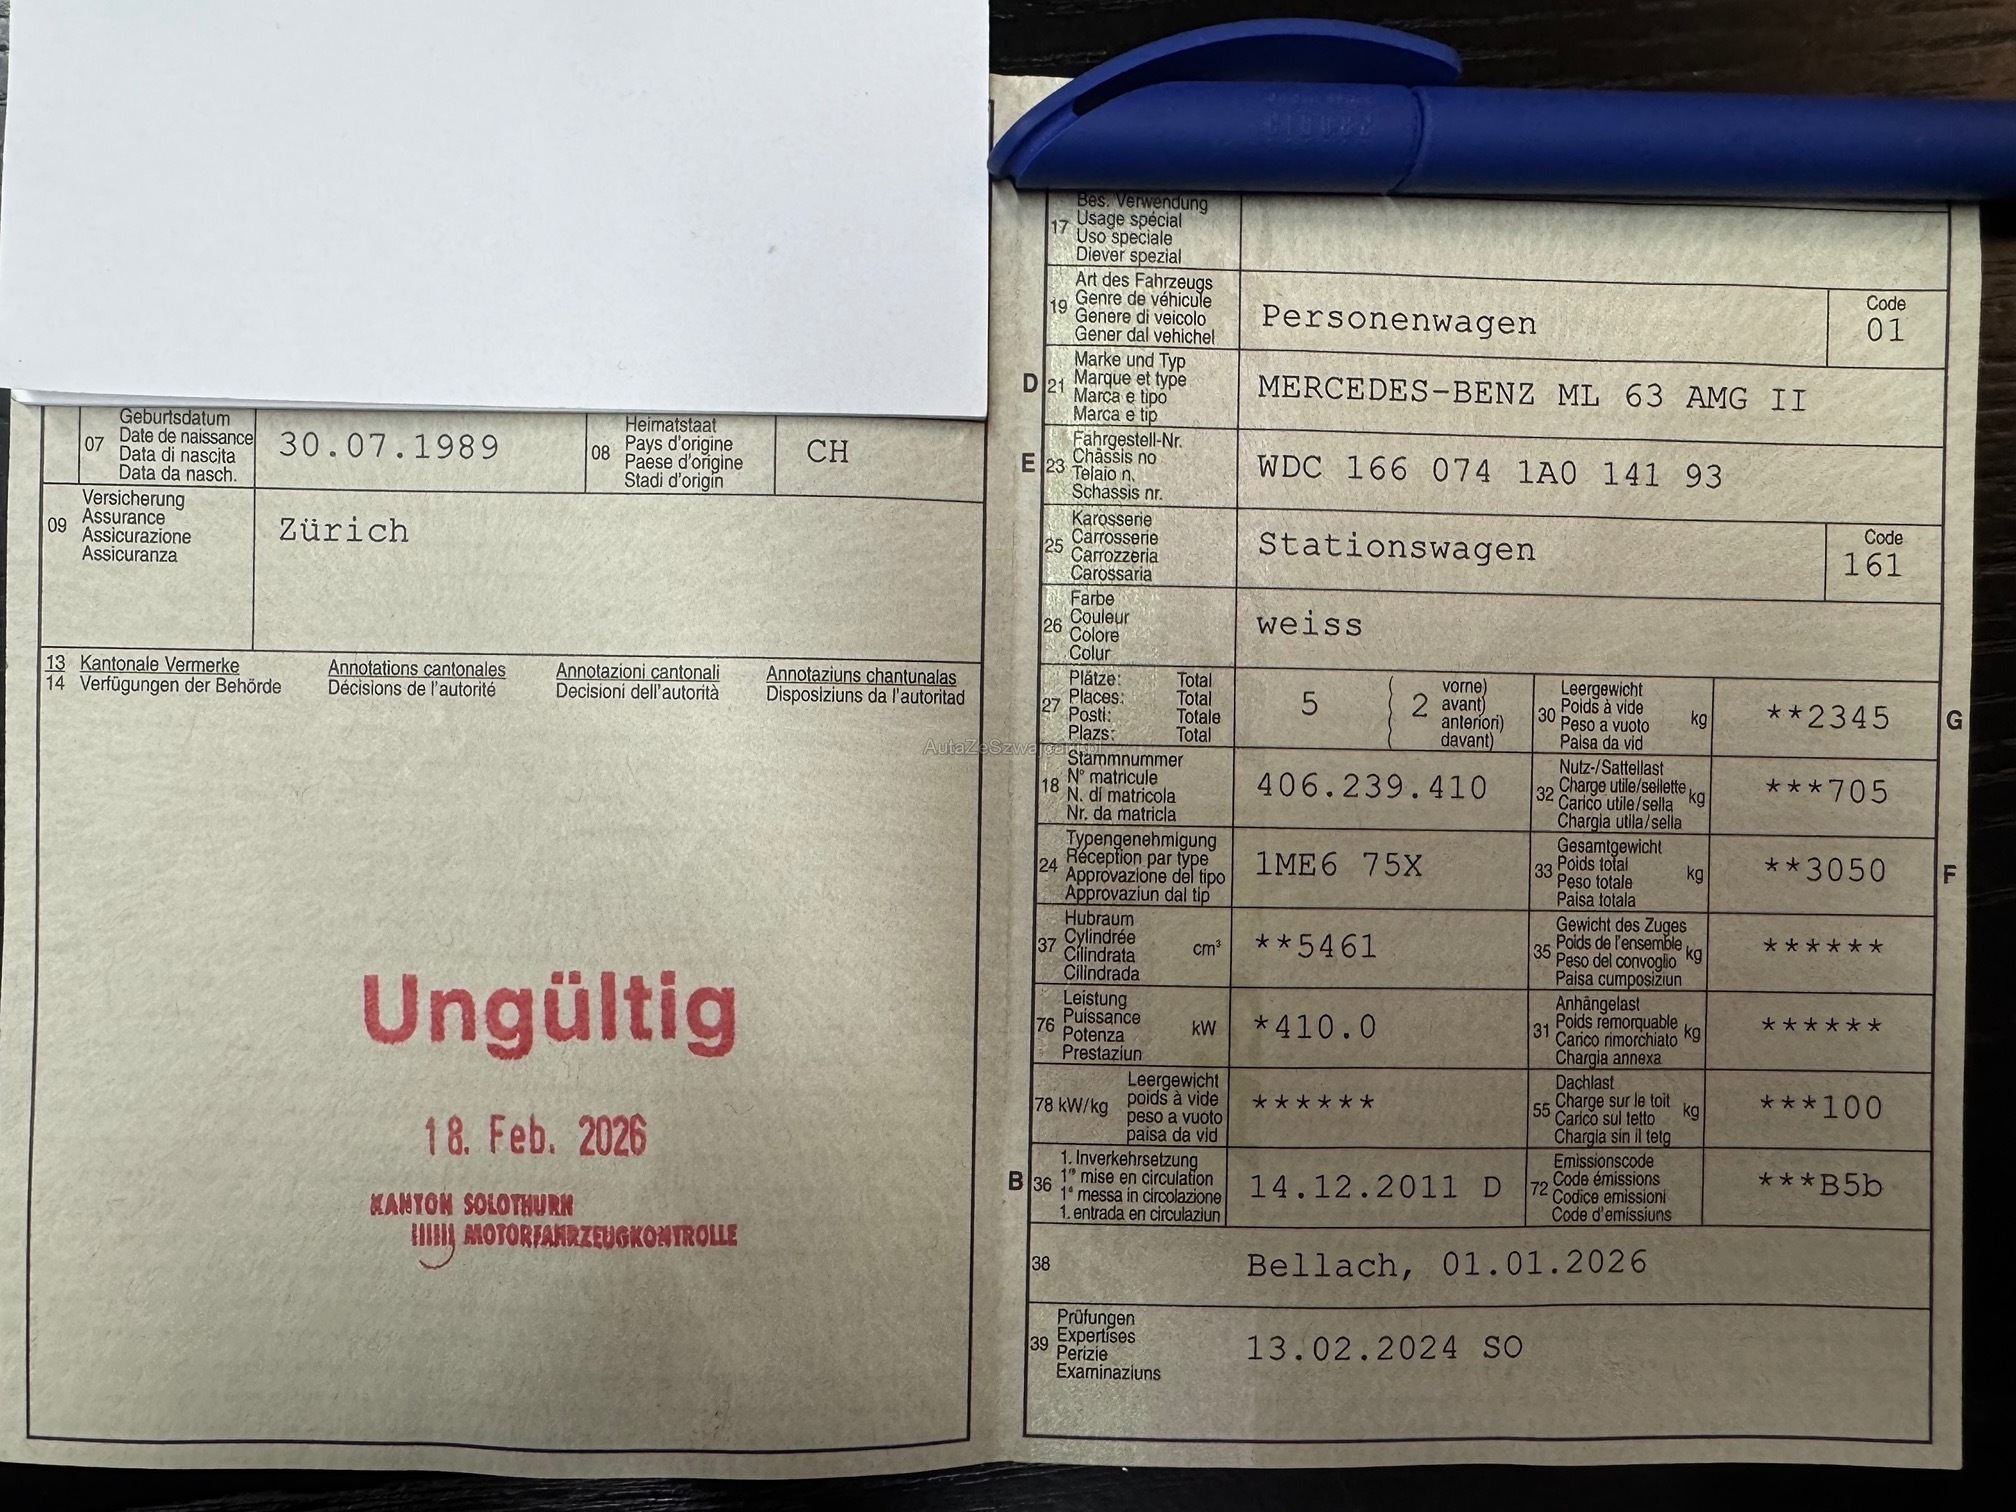 07
Geburtsdatum
Date de naissance
Data di nascita
Data da nasch.
30.07.1989
08
Heimatstaat
Pays d'origine
Paese d'origine
Stadi d'origin
CH
09
Versicherung
Assurance
Assicurazione
Assicuranza
Zürich
13 Kantonale Vermerke Annotations cantonales Annotazioni cantonali Annotaziuns chantunalas
14 Verfügungen der Behörde Décisions de l'autorité Decisioni dell'autorità Disposiziuns da l'autoritad
Ungültig
18. Feb. 2026
KANTON SOLOTHURN
MOTORFAHRZEUGKONTROLLE
17
Bes. Verwendung
Usage spécial
Uso speciale
Diever spezial
19
Art des Fahrzeugs
Genre de véhicule
Genere di veicolo
Gener dal vehichel
Personenwagen
Code
01
D 21
Marke und Typ
Marque et type
Marca e tipo
Marca e tip
MERCEDES-BENZ ML 63 AMG II
E 23
Fahrgestell-Nr.
Châssis no
Telaio n.
Schassis nr.
WDC 166 074 1A0 141 93
25
Karosserie
Carrosserie
Carrozzeria
Carossaria
Stationswagen
Code
161
26
Farbe
Couleur
Colore
Colur
weiss
27
Plätze: Total
Places: Total
Posti: Totale
Plazs: Total
5 ( 2
vorne)
avant)
anteriori)
davant)
30
Leergewicht
Poids à vide
Peso a vuoto
Paisa da vid
kg
**2345
G
18
Stammnummer
N° matricule
N. di matricola
Nr. da matricla
406.239.410
32
Nutz-/Sattellast
Charge utile/sellette
Carico utile/sella
Chargia utila/sella
kg
***705
24
Typengenehmigung
Réception par type
Approvazione del tipo
Approvaziun dal tip
1ME6 75X
33
Gesamtgewicht
Poids total
Peso totale
Paisa totala
kg
**3050
F
37
Hubraum
Cylindrée
Cilindrata
Cilindrada
cm³
**5461
35
Gewicht des Zuges
Poids de l'ensemble
Peso del convoglio
Paisa cumposiziun
kg
******
76
Leistung
Puissance
Potenza
Prestaziun
kW
*410.0
31
Anhängelast
Poids remorquable
Carico rimorchiato
Chargia annexa
kg
******
78 kW/kg
Leergewicht
poids à vide
peso a vuoto
paisa da vid
******
55
Dachlast
Charge sur le toit
Carico sul tetto
Chargia sin il tetg
kg
***100
B 36
1. Inverkehrsetzung
1re mise en circulation
1a messa in circolazione
1. entrada en circulaziun
14.12.2011 D
72
Emissionscode
Code émissions
Codice emissioni
Code d'emissiuns
***B5b
38
Bellach, 01.01.2026
39
Prüfungen
Expertises
Perizie
Examinaziuns
13.02.2024 SO